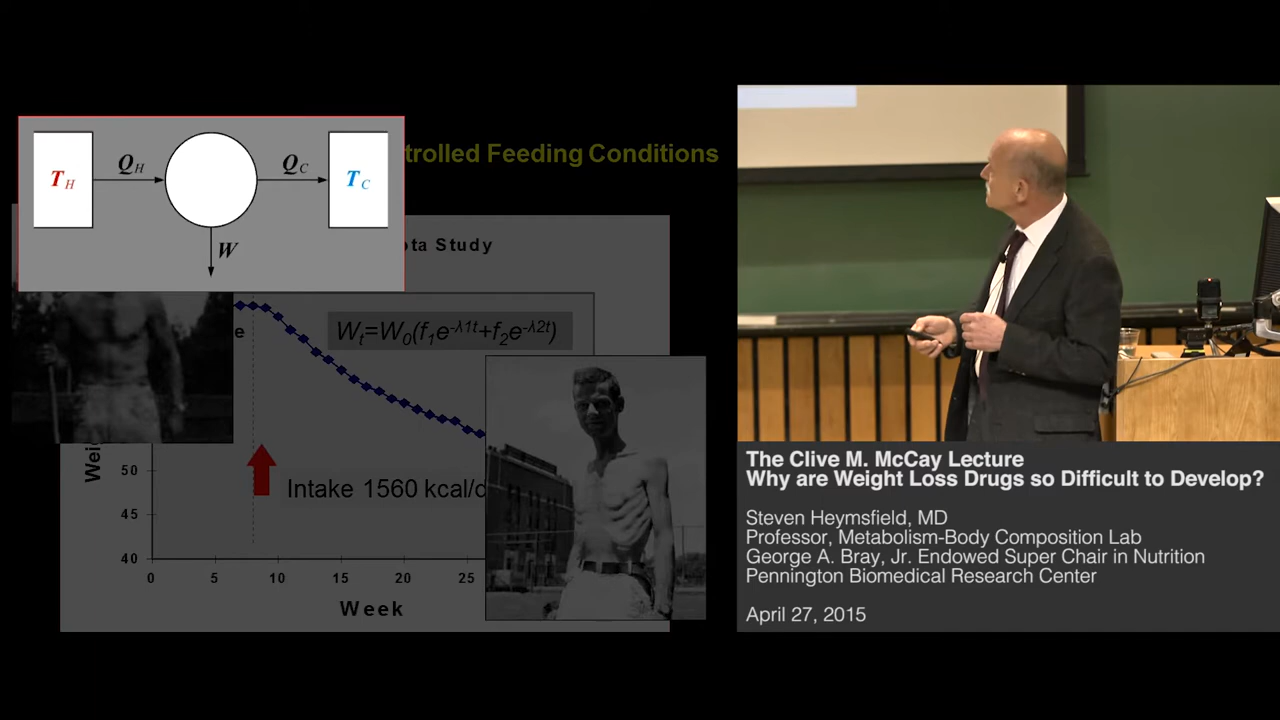 T_H
Q_H
Q_C
T_C
W
trolled Feeding Conditions
ota Study
e
W_t=W_0(f_1e^-λ1t+f_2e^-λ2t)
Wei
50
45
40
Intake 1560 kcal/d
0 5 10 15 20 25
Week
The Clive M. McCay Lecture
Why are Weight Loss Drugs so Difficult to Develop?
Steven Heymsfield, MD
Professor, Metabolism-Body Composition Lab
George A. Bray, Jr. Endowed Super Chair in Nutrition
Pennington Biomedical Research Center
April 27, 2015